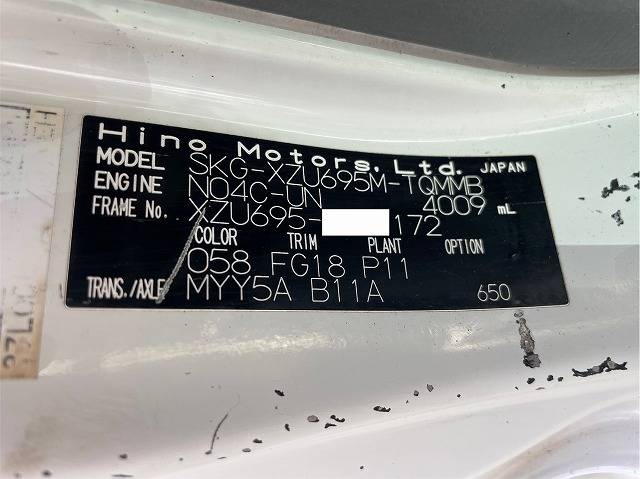 Hino Motors, Ltd. JAPAN
MODEL SKG-XZU695M-TQMMB
ENGINE N04C-UN 4009 mL
FRAME No. XZU695- 172
COLOR TRIM PLANT OPTION
058 FG18 P11
TRANS./AXLE MYY5A B11A 650